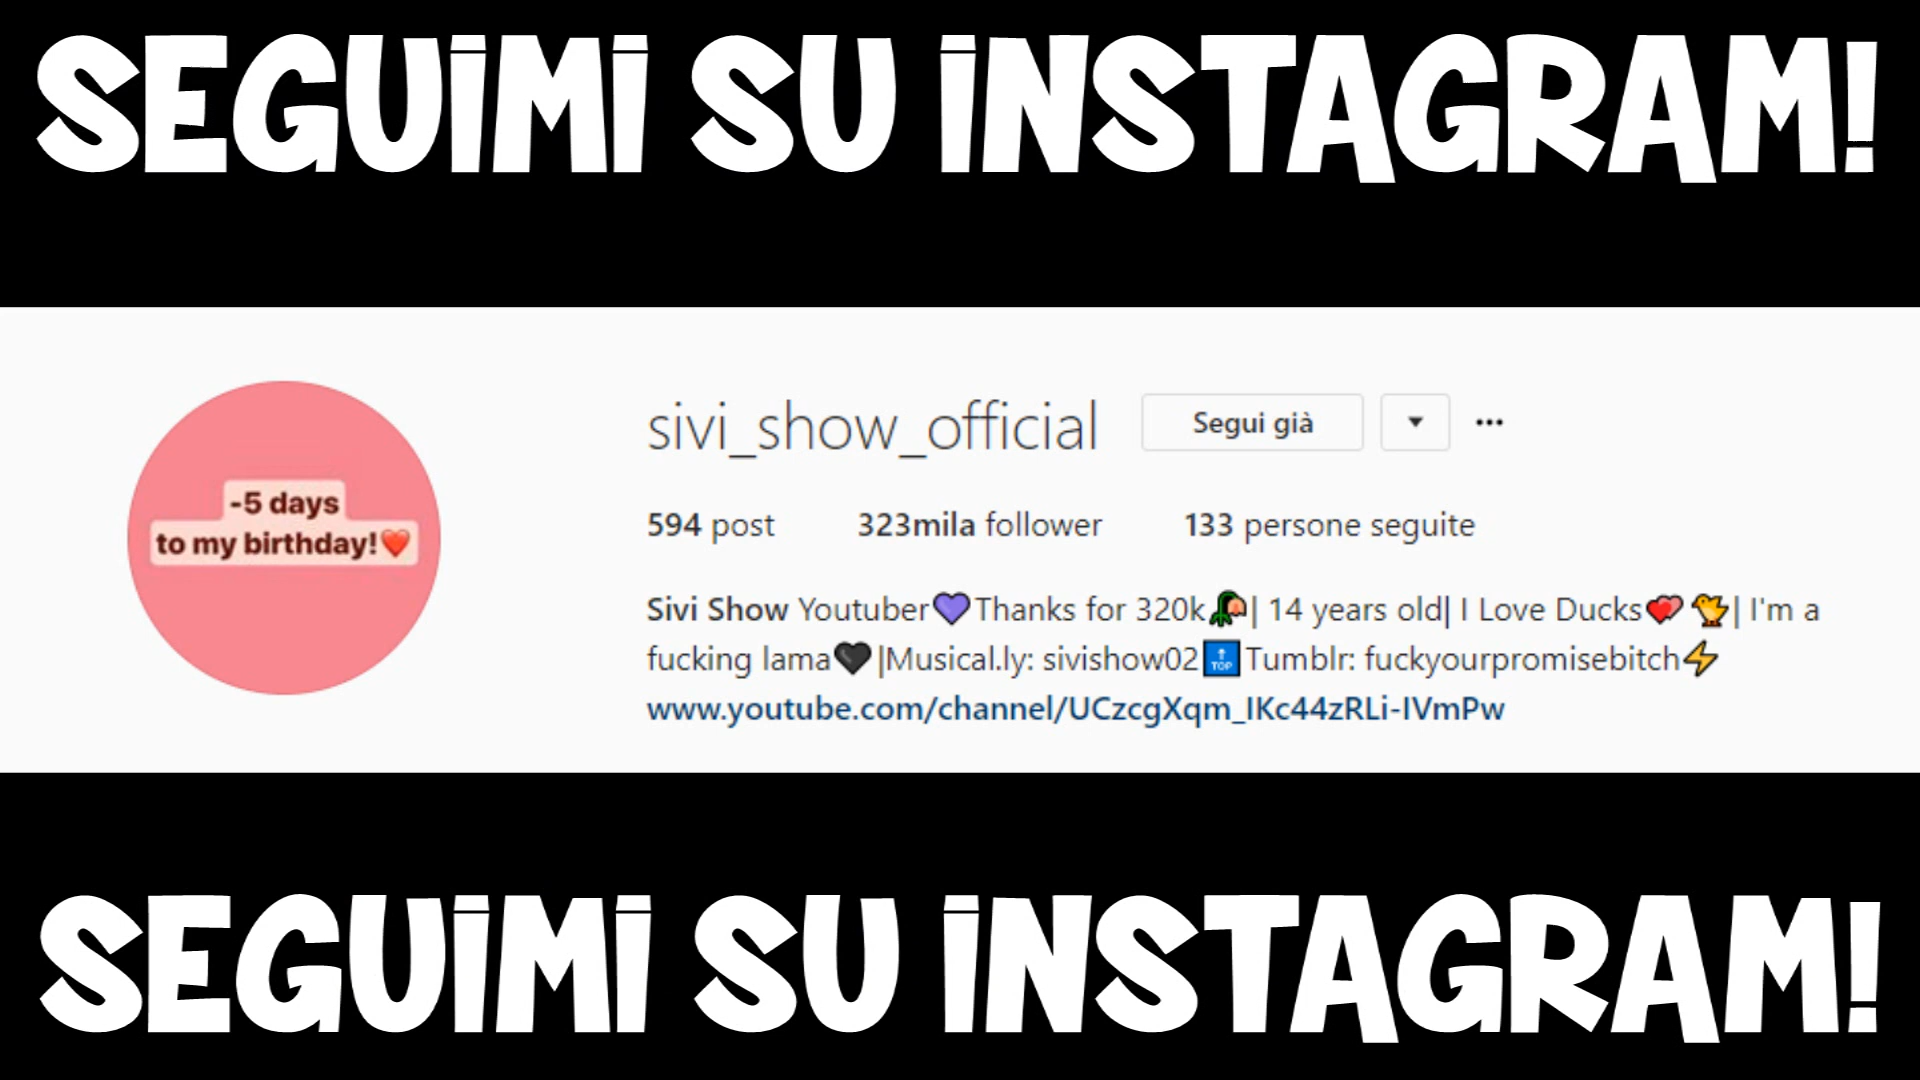 SEGUIMI SU INSTAGRAM!
sivi_show_official Segui già
-5 days
to my birthday!❤️
594 post 323mila follower 133 persone seguite
Sivi Show Youtuber💜Thanks for 320k🥀| 14 years old| I Love Ducks💕🐤| I'm a
fucking lama🖤|Musical.ly: sivishow02🔝Tumblr: fuckyourpromisebitch⚡
www.youtube.com/channel/UCzcgXqm_IKc44zRLi-IVmPw
SEGUIMI SU INSTAGRAM!